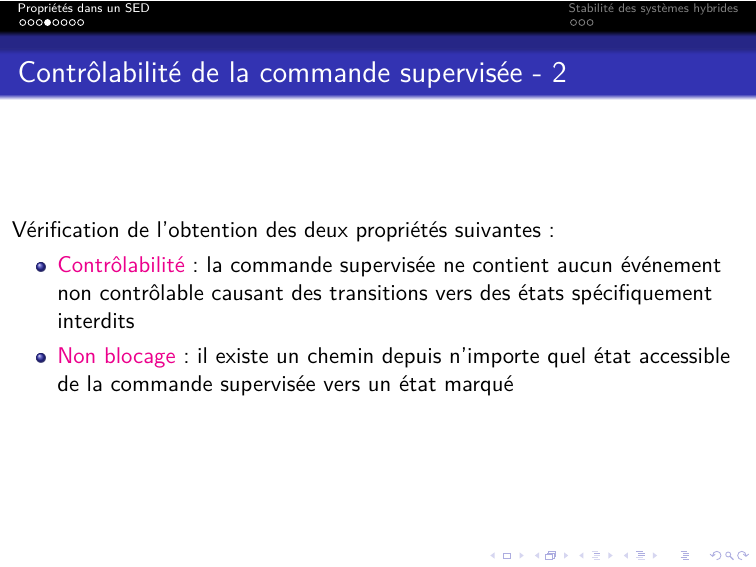 Propriétés dans un SED
Stabilité des systèmes hybrides
Contrôlabilité de la commande supervisée - 2
Vérification de l'obtention des deux propriétés suivantes :
Contrôlabilité : la commande supervisée ne contient aucun événement
non contrôlable causant des transitions vers des états spécifiquement
interdits
Non blocage : il existe un chemin depuis n'importe quel état accessible
de la commande supervisée vers un état marqué